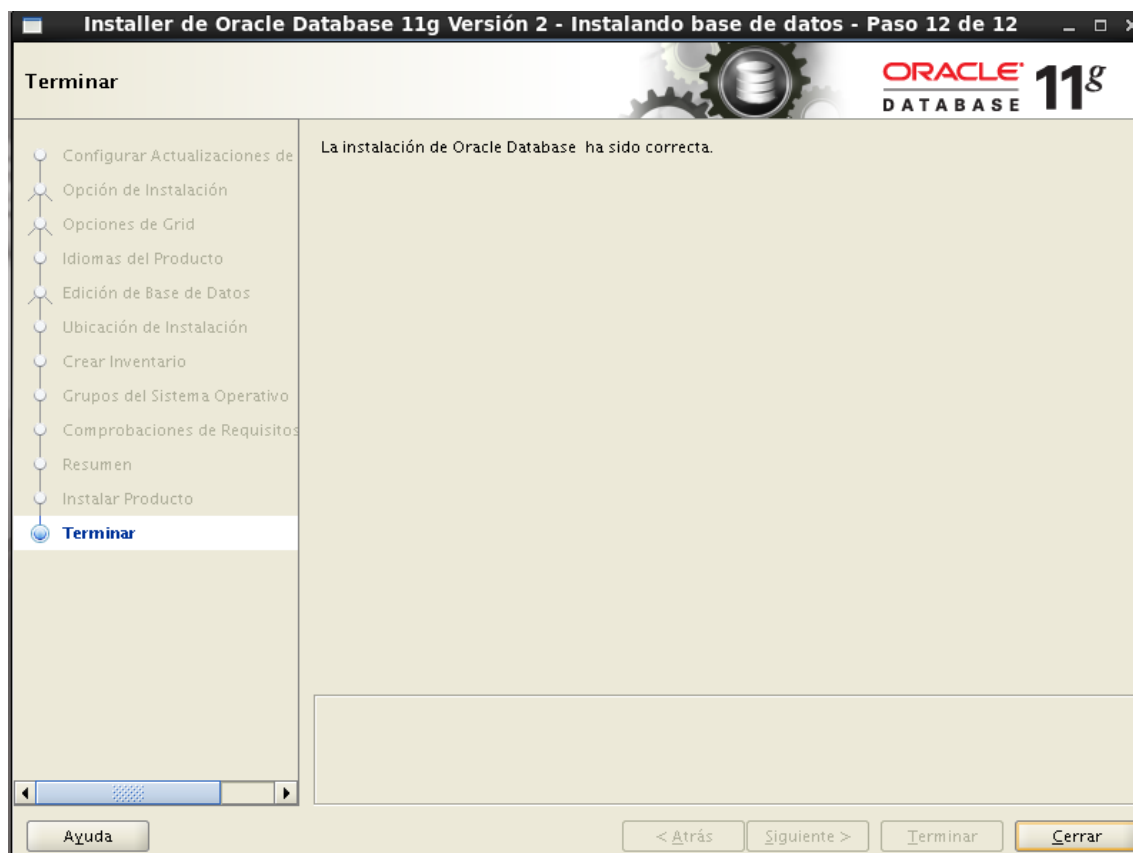 Installer de Oracle Database 11g Versión 2 - Instalando base de datos - Paso 12 de 12
Terminar
ORACLE
DATABASE
11g
Configurar Actualizaciones de
Opción de Instalación
Opciones de Grid
Idiomas del Producto
Edición de Base de Datos
Ubicación de Instalación
Crear Inventario
Grupos del Sistema Operativo
Comprobaciones de Requisitos
Resumen
Instalar Producto
Terminar
La instalación de Oracle Database ha sido correcta.
Ayuda
< Atrás
Siguiente >
Terminar
Cerrar